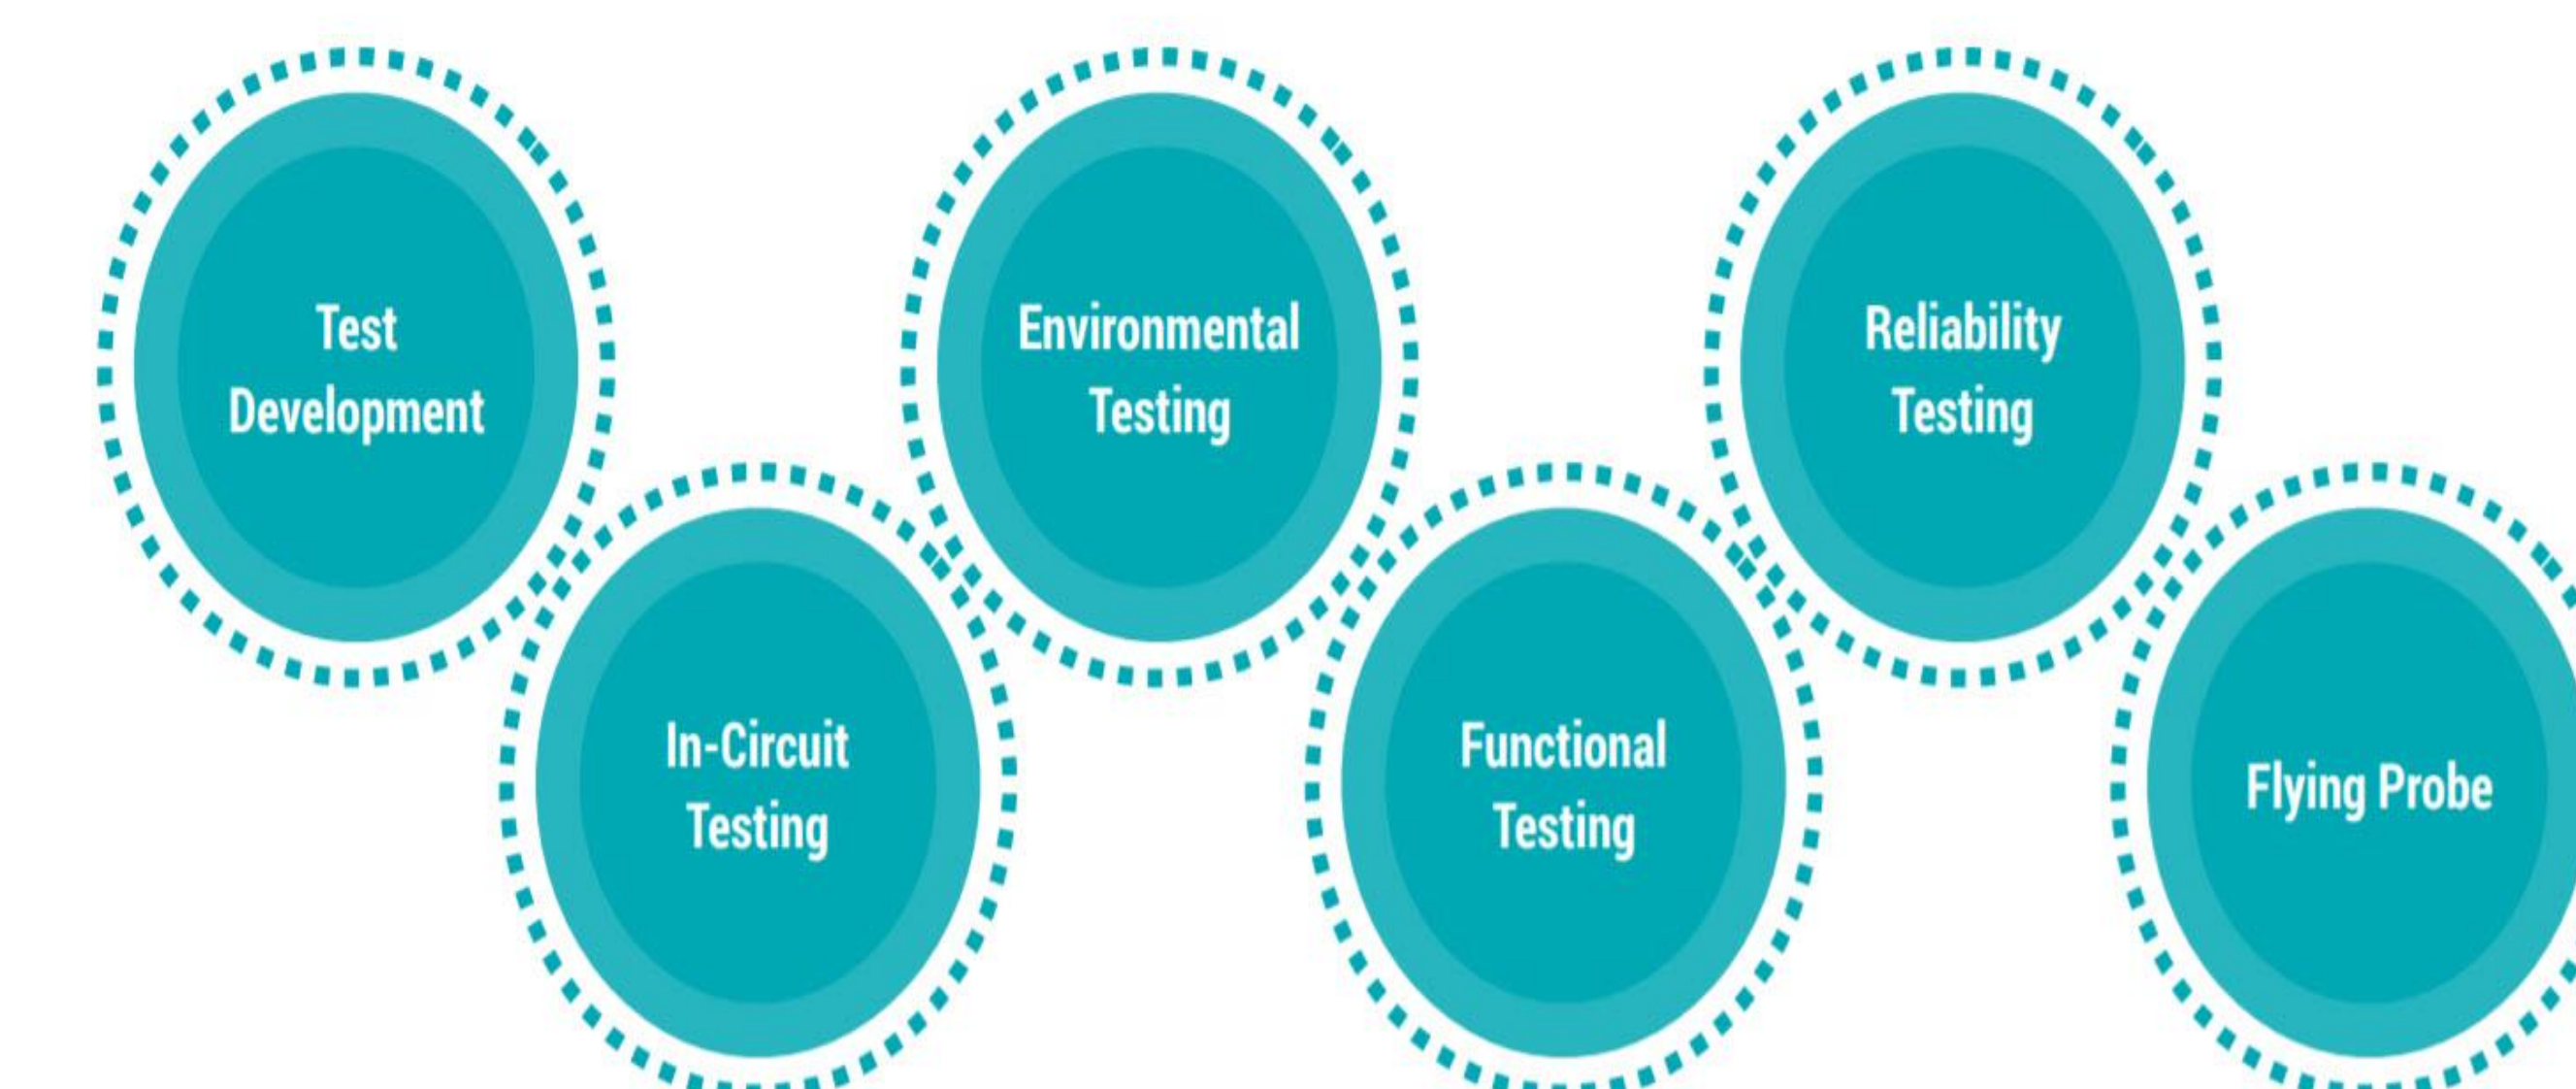 Test
Development
In-Circuit
Testing
Environmental
Testing
Functional
Testing
Reliability
Testing
Flying Probe